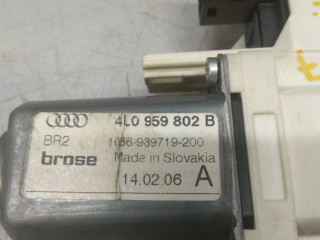 4L0 959 802 B
BR2 1036-939719-200
brose Made in Slovakia
14.02.06 A